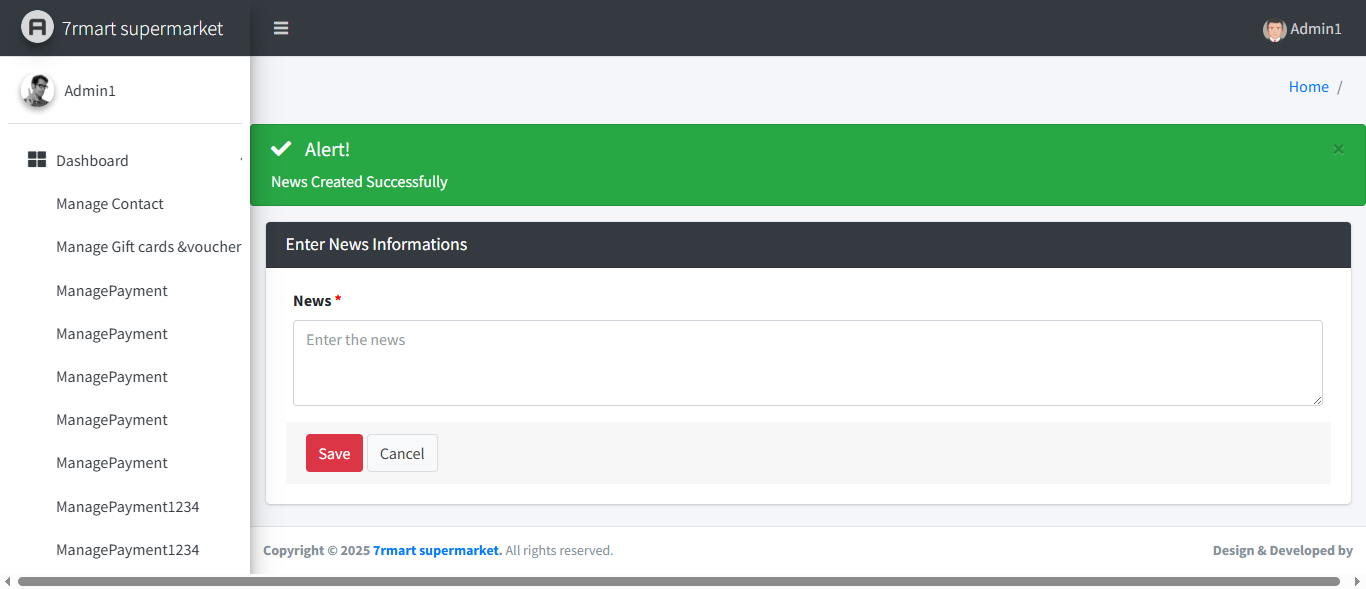 7rmart supermarket
Admin1
Admin1
Home /
Dashboard
Manage Contact
Manage Gift cards &voucher
ManagePayment
ManagePayment
ManagePayment
ManagePayment
ManagePayment
ManagePayment1234
ManagePayment1234
Alert!
×
News Created Successfully
Enter News Informations
News *
Enter the news
Save Cancel
Copyright © 2025 7rmart supermarket. All rights reserved.
Design & Developed by